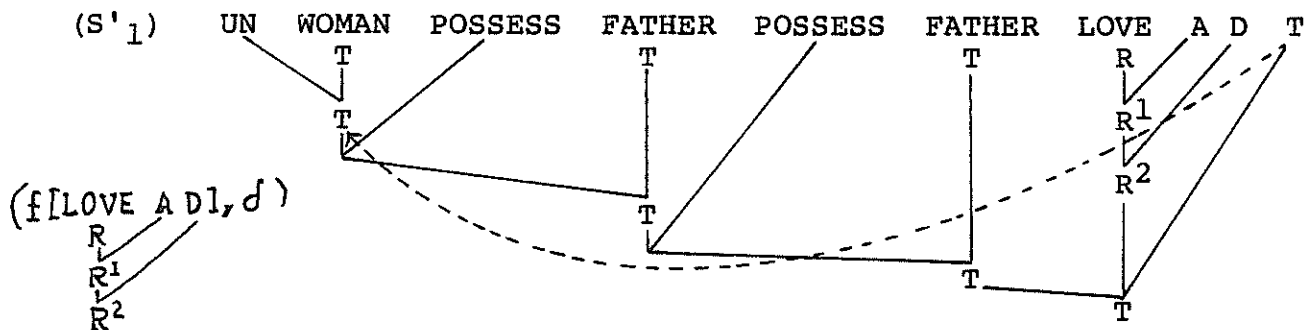 (S'1) UN WOMAN POSSESS FATHER POSSESS FATHER LOVE A D T
T T T R
T R1
R2
T
T
T
(f[LOVE A D], d)
R
R1
R2